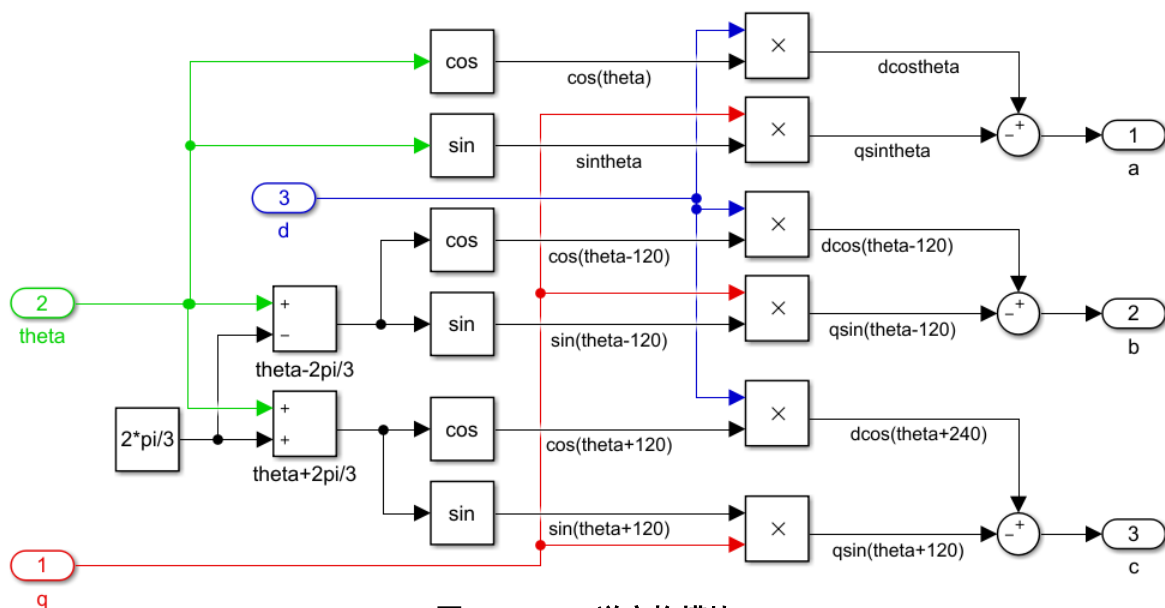 cos
×
cos(theta)
dcostheta
+
−
1
a
sin
×
sintheta
qsintheta
3
d
cos
×
cos(theta-120)
dcos(theta-120)
2
theta
+
−
theta-2pi/3
sin
×
sin(theta-120)
qsin(theta-120)
+
−
2
b
2*pi/3
+
+
theta+2pi/3
cos
×
cos(theta+120)
dcos(theta+240)
sin
×
sin(theta+120)
qsin(theta+120)
+
−
3
c
1
q